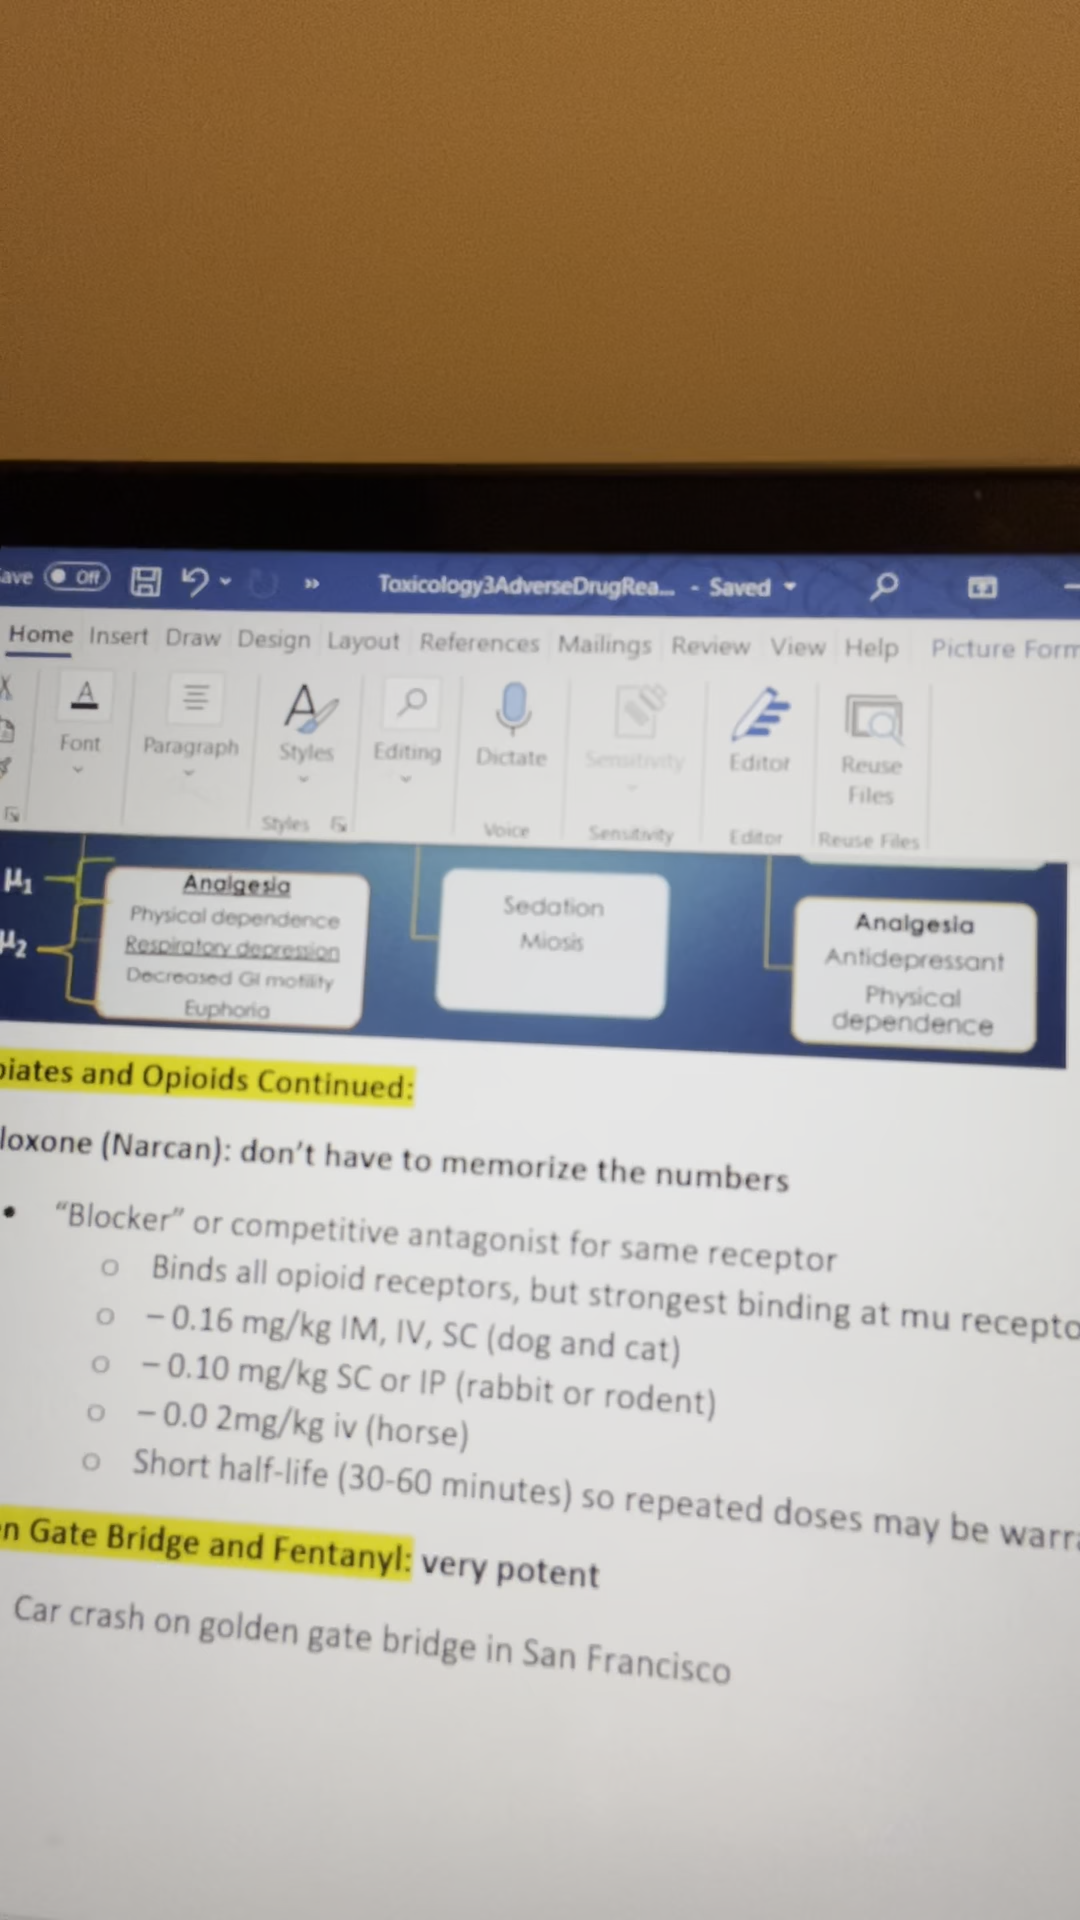 ave Off » Toxicology3AdverseDrugRea... - Saved
Home Insert Draw Design Layout References Mailings Review View Help Picture Form
Font Paragraph Styles Editing Dictate Sensitivity Editor Reuse Files
Styles Voice Sensitivity Editor Reuse Files
μ1
μ2
Analgesia
Physical dependence
Respiratory depression
Decreased GI motility
Euphoria
Sedation
Miosis
Analgesia
Antidepressant
Physical
dependence
piates and Opioids Continued:
loxone (Narcan): don’t have to memorize the numbers
• “Blocker” or competitive antagonist for same receptor
o Binds all opioid receptors, but strongest binding at mu recepto
o – 0.16 mg/kg IM, IV, SC (dog and cat)
o – 0.10 mg/kg SC or IP (rabbit or rodent)
o – 0.0 2mg/kg iv (horse)
o Short half-life (30-60 minutes) so repeated doses may be warra
en Gate Bridge and Fentanyl: very potent
Car crash on golden gate bridge in San Francisco